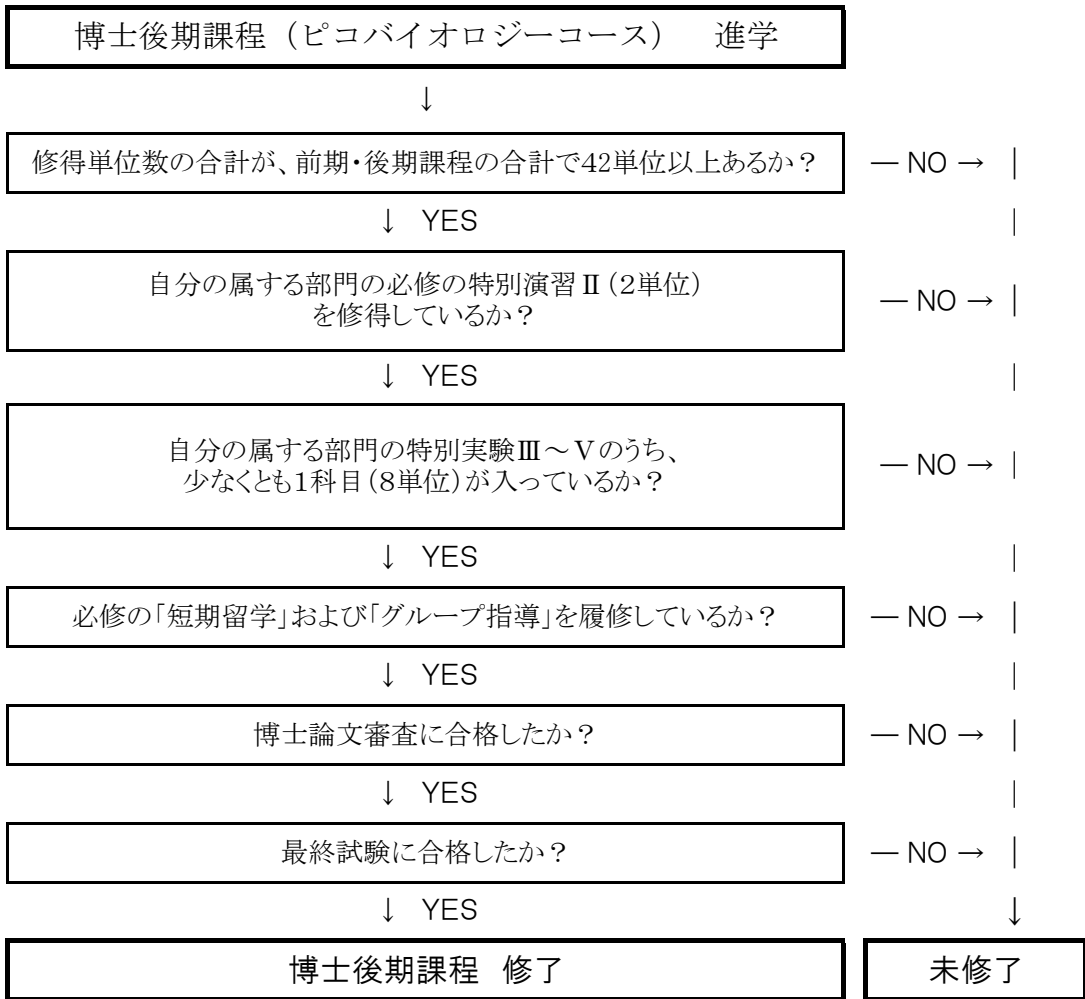 博士後期課程（ピコバイオロジーコース）　進学
↓
修得単位数の合計が、前期・後期課程の合計で42単位以上あるか？ ― NO → ｜
↓ YES ｜
自分の属する部門の必修の特別演習Ⅱ（2単位）
を修得しているか？ ― NO → ｜
↓ YES ｜
自分の属する部門の特別実験Ⅲ～Ⅴのうち、
少なくとも1科目（8単位）が入っているか？ ― NO → ｜
↓ YES ｜
必修の「短期留学」および「グループ指導」を履修しているか？ ― NO → ｜
↓ YES ｜
博士論文審査に合格したか？ ― NO → ｜
↓ YES ｜
最終試験に合格したか？ ― NO → ｜
↓ YES ↓
博士後期課程　修了 未修了